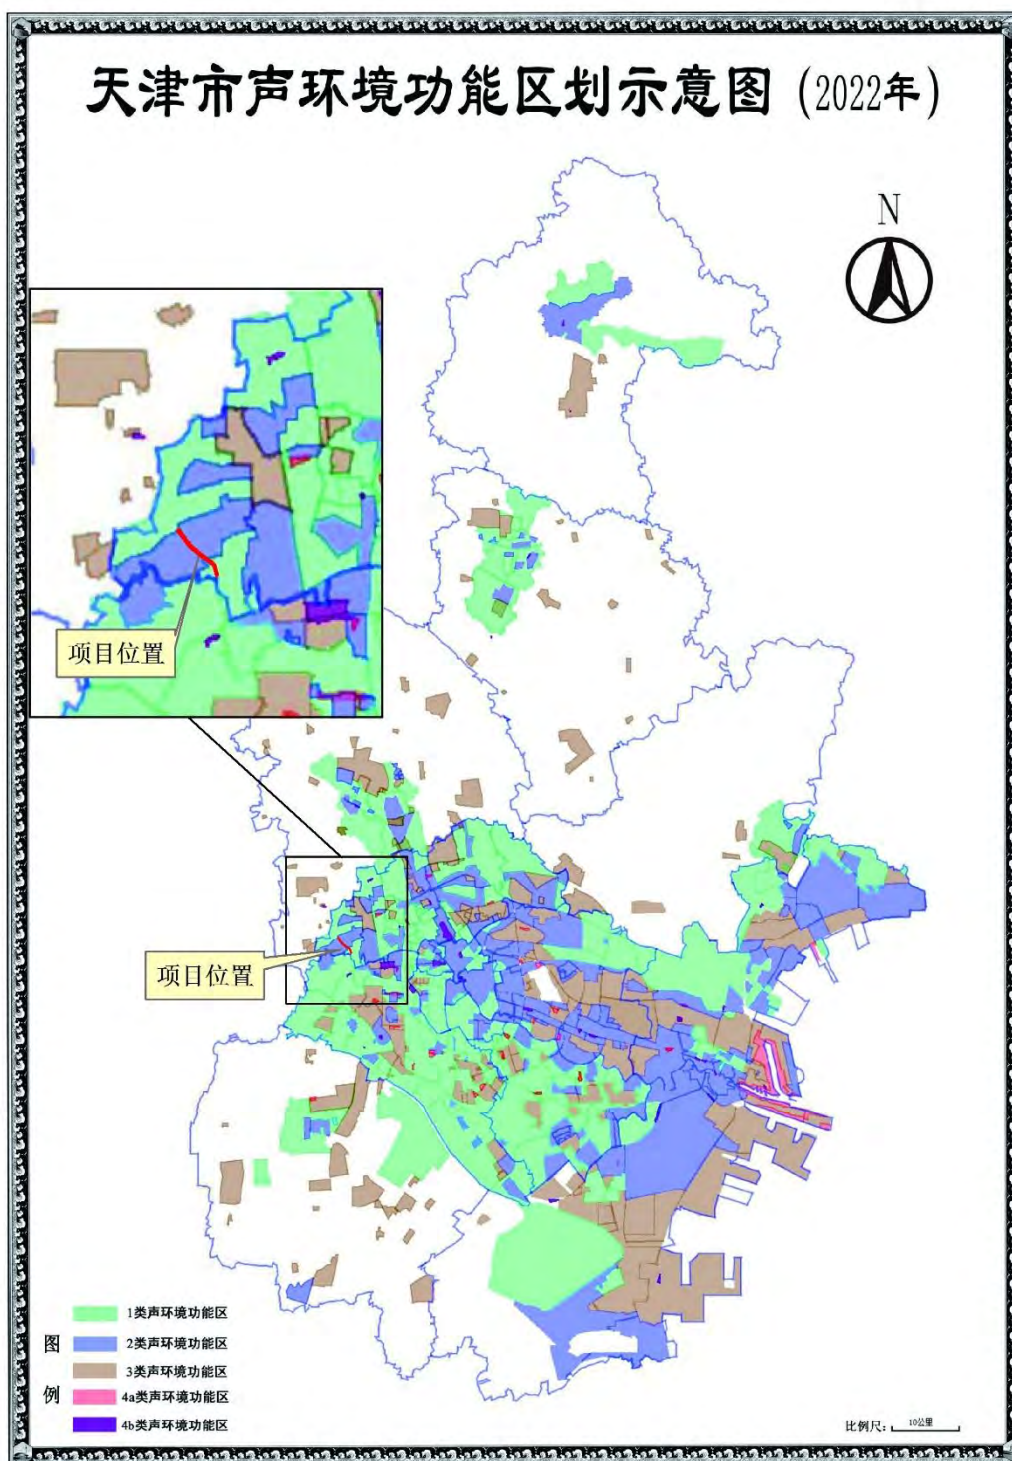 天津市声环境功能区划示意图（2022年）
N
项目位置
项目位置
图例
1类声环境功能区
2类声环境功能区
3类声环境功能区
4a类声环境功能区
4b类声环境功能区
比例尺：
10公里